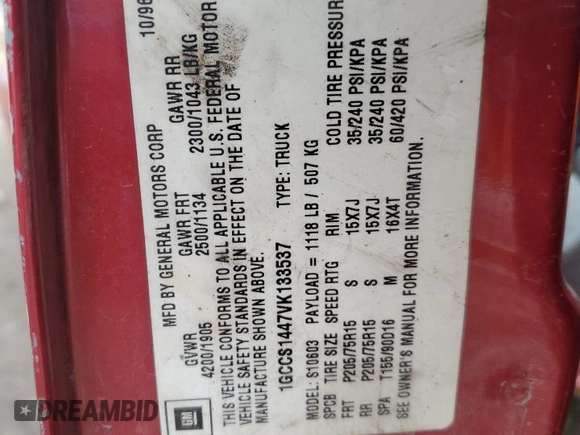 MFD BY GENERAL MOTORS CORP 10/96
GVWR GAWR FRT GAWR RR
4200/1905 2500/1134 2300/1043 LB/KG
THIS VEHICLE CONFORMS TO ALL APPLICABLE U.S. FEDERAL MOTOR
VEHICLE SAFETY STANDARDS IN EFFECT ON THE DATE OF
MANUFACTURE SHOWN ABOVE.
1GCCS1447VK133537 TYPE: TRUCK
MODEL: S10603 PAYLOAD = 1118 LB / 507 KG
SPCB TIRE SIZE SPEED RTG RIM COLD TIRE PRESSUR
FRT P205/75R15 S 15X7J 35/240 PSI/KPA
RR P205/75R15 S 15X7J 35/240 PSI/KPA
SPA T155/90D16 M 16X4T 60/420 PSI/KPA
SEE OWNER'S MANUAL FOR MORE INFORMATION.
GM
DREAMBID